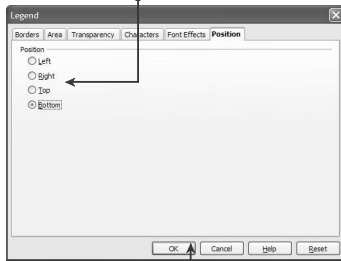 Legend
Borders Area Transparency Characters Font Effects Position
Position
Left
Right
Top
Bottom
OK Cancel Help Reset